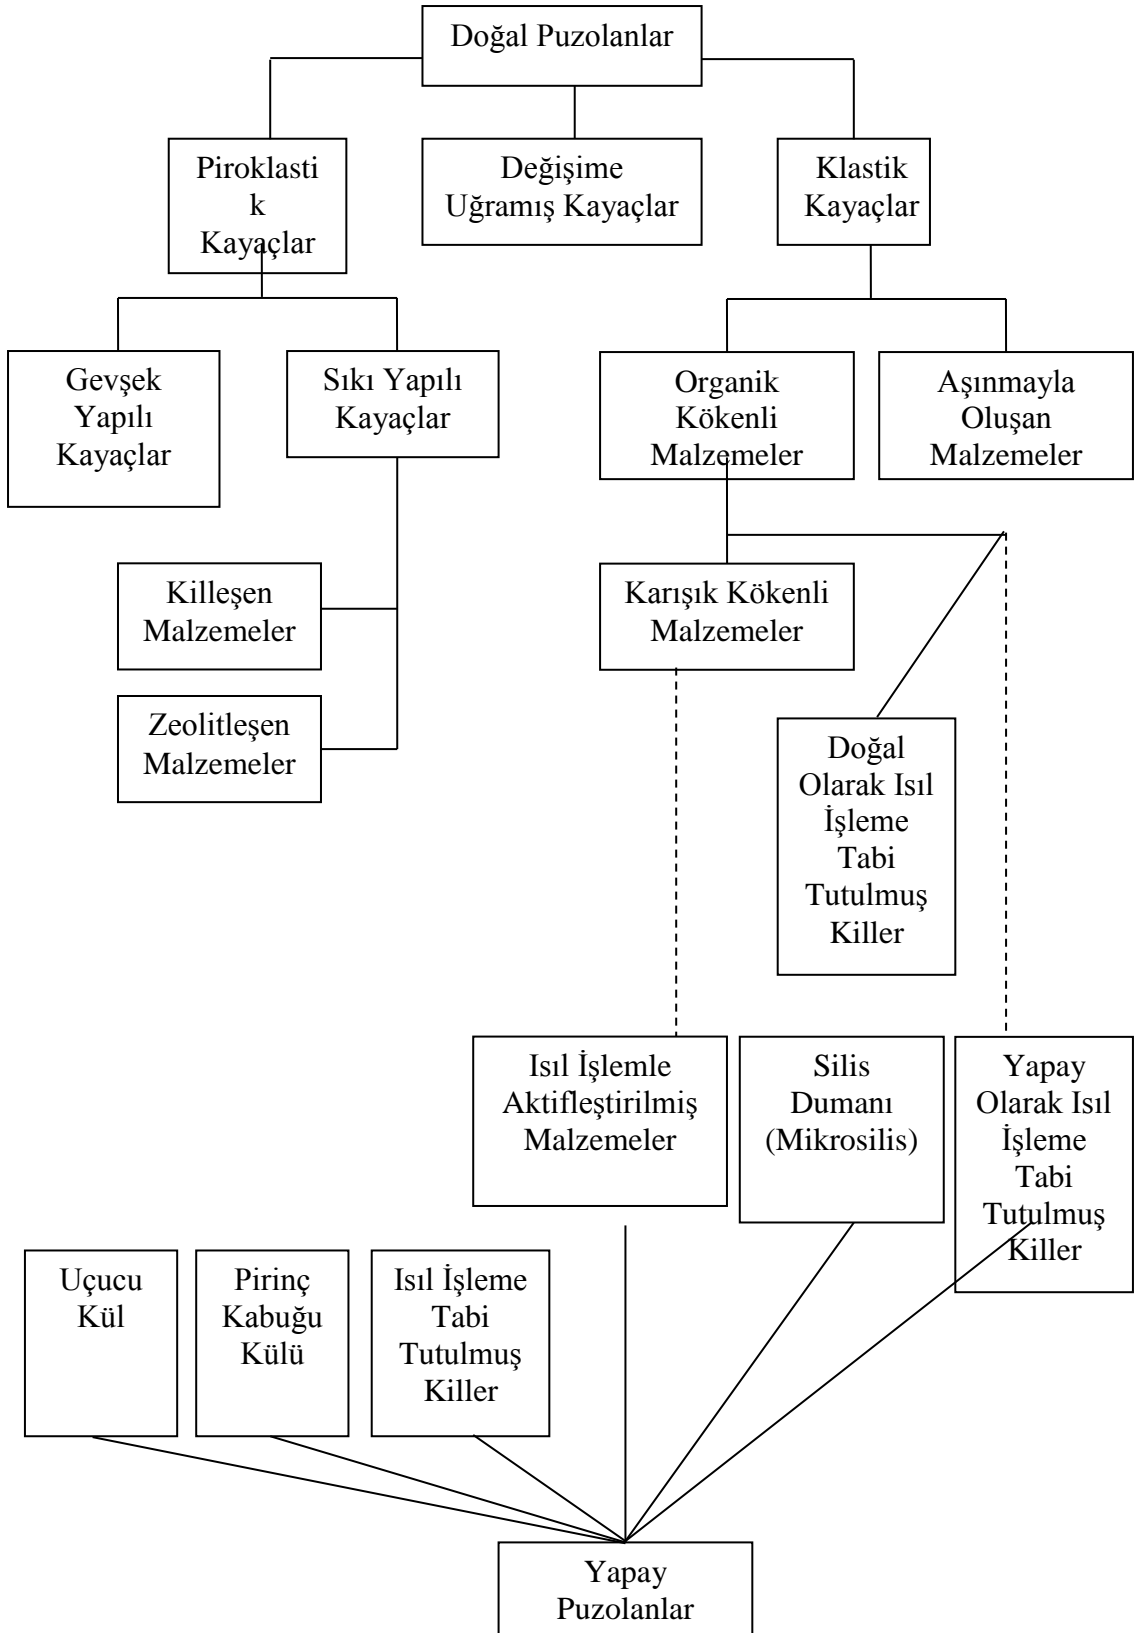 Doğal Puzolanlar
Piroklasti
k
Kayaçlar
Değişime
Uğramış Kayaçlar
Klastik
Kayaçlar
Gevşek
Yapılı
Kayaçlar
Sıkı Yapılı
Kayaçlar
Organik
Kökenli
Malzemeler
Aşınmayla
Oluşan
Malzemeler
Killeşen
Malzemeler
Karışık Kökenli
Malzemeler
Zeolitleşen
Malzemeler
Doğal
Olarak Isıl
İşleme
Tabi
Tutulmuş
Killer
Isıl İşlemle
Aktifleştirilmiş
Malzemeler
Silis
Dumanı
(Mikrosilis)
Yapay
Olarak Isıl
İşleme
Tabi
Tutulmuş
Killer
Uçucu
Kül
Pirinç
Kabuğu
Külü
Isıl İşleme
Tabi
Tutulmuş
Killer
Yapay
Puzolanlar